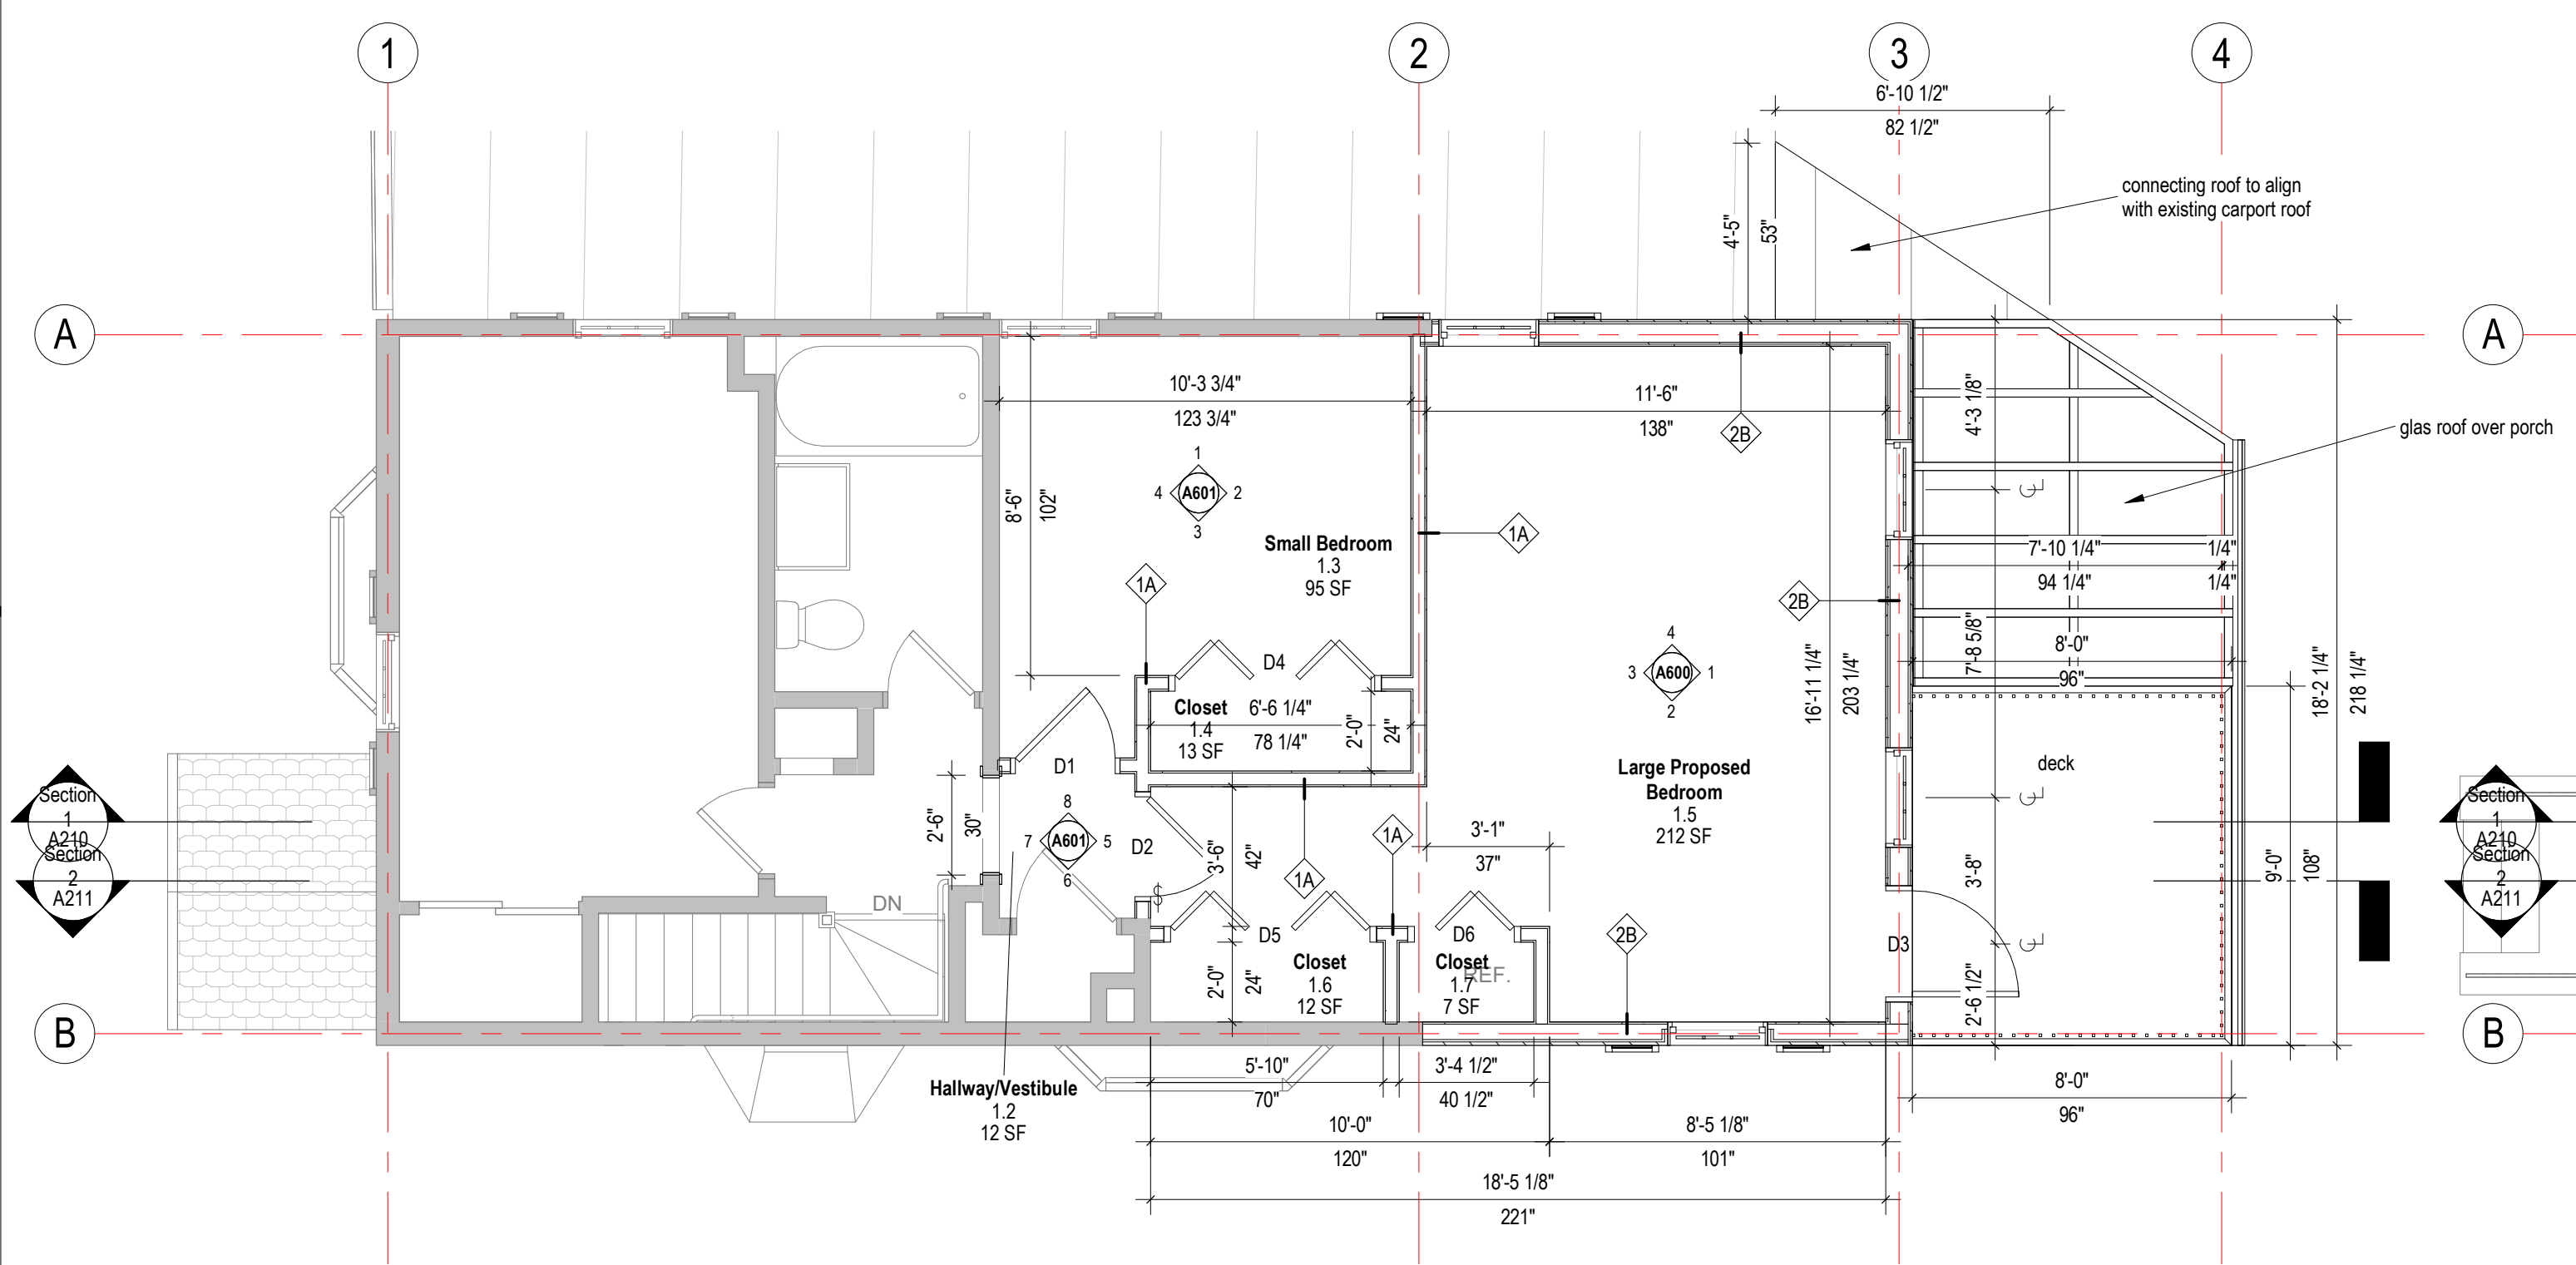 1
2
3
4
6'-10 1/2"
82 1/2"
connecting roof to align
with existing carport roof
4'-5"
53"
A
A
10'-3 3/4"
123 3/4"
11'-6"
138"
4'-3 1/8"
2B
glas roof over porch
1
4
A601
2
3
8'-6"
102"
1A
Small Bedroom
1.3
95 SF
1A
7'-10 1/4"
1/4"
94 1/4"
1/4"
2B
4
3
A600
1
2
7'-8 5/8"
8'-0"
96"
D4
Closet
1.4
13 SF
6'-6 1/4"
78 1/4"
2'-0"
24"
16'-11 1/4"
203 1/4"
18'-2 1/4"
218 1/4"
D1
Large Proposed
Bedroom
1.5
212 SF
deck
Section
1
A210
Section
2
A211
2'-6"
30"
8
7
A601
5
6
D2
3'-6"
42"
1A
1A
3'-1"
37"
3'-8"
9'-0"
108"
Section
1
A210
Section
2
A211
DN
$
D5
D6
2B
D3
Closet
1.6
12 SF
Closet
1.7
7 SF
REF.
2'-0"
24"
2'-6 1/2"
B
B
Hallway/Vestibule
1.2
12 SF
5'-10"
70"
3'-4 1/2"
40 1/2"
8'-0"
96"
10'-0"
120"
8'-5 1/8"
101"
18'-5 1/8"
221"